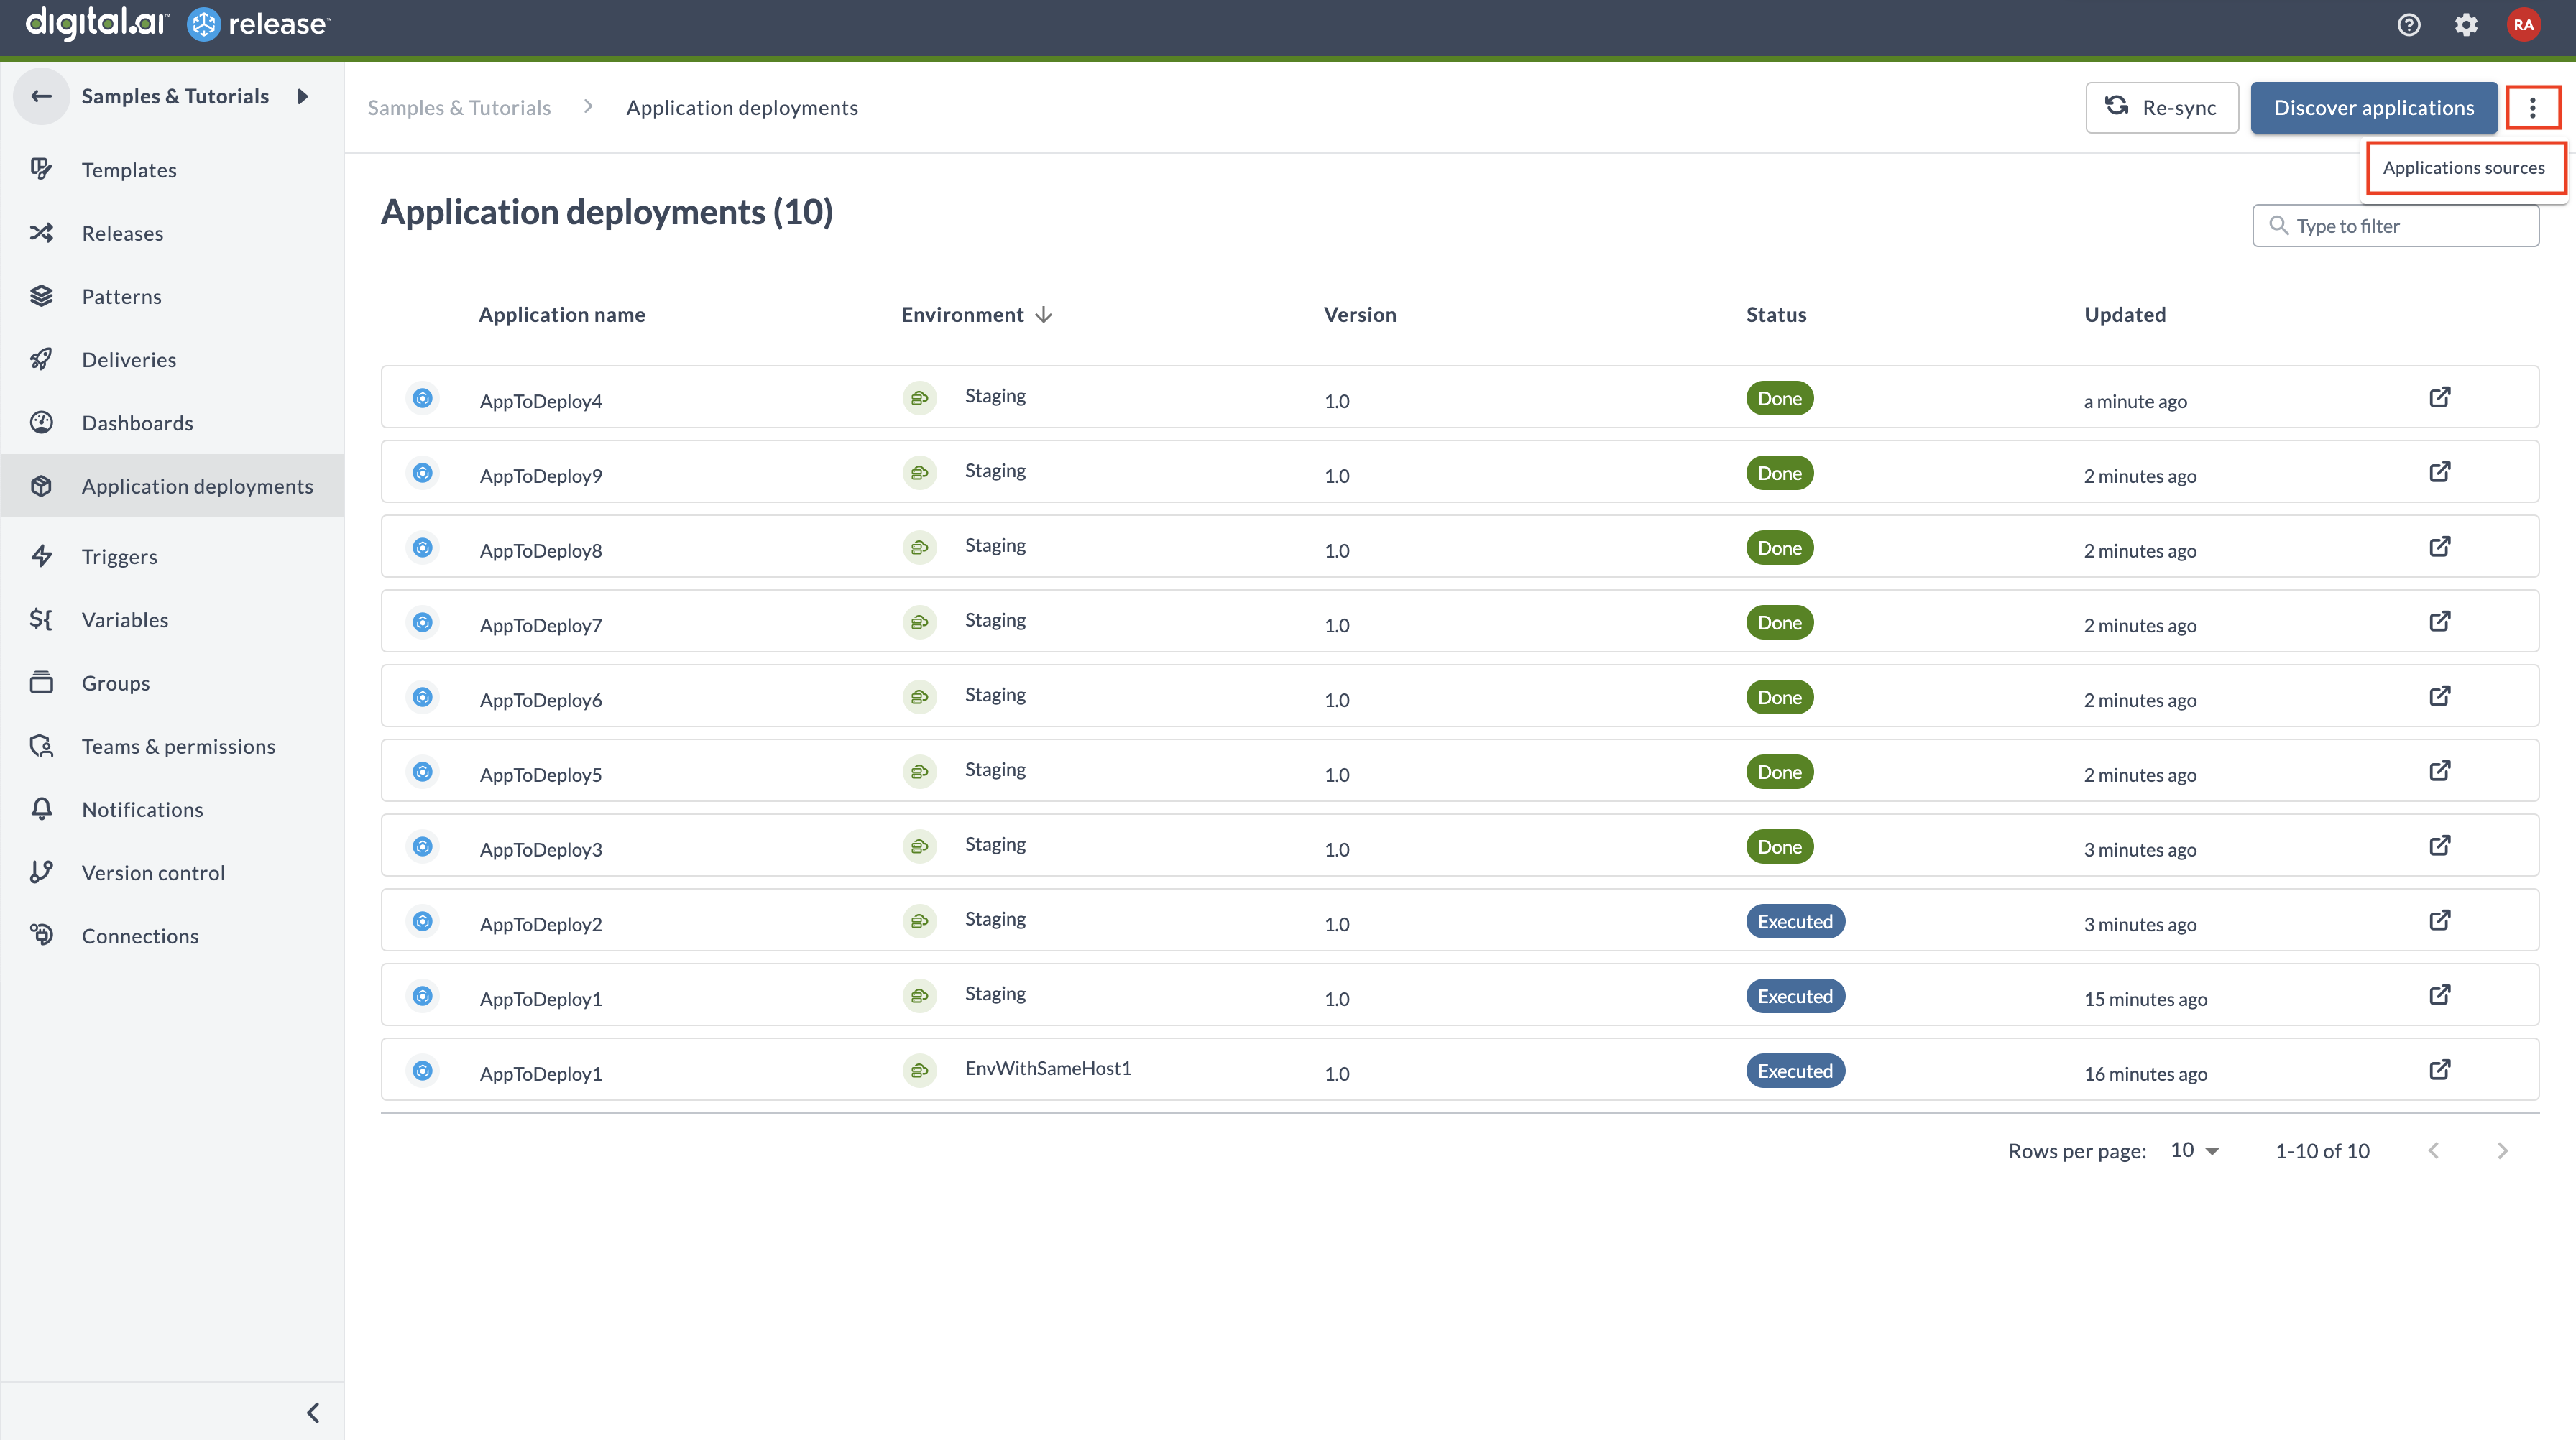 digital.ai™ release™
RA
Samples & Tutorials
Templates
Releases
Patterns
Deliveries
Dashboards
Application deployments
Triggers
Variables
Groups
Teams & permissions
Notifications
Version control
Connections
Samples & Tutorials > Application deployments
Re-sync
Discover applications
Applications sources
Application deployments (10)
Type to filter
Application name Environment Version Status Updated
AppToDeploy4 Staging 1.0 Done a minute ago
AppToDeploy9 Staging 1.0 Done 2 minutes ago
AppToDeploy8 Staging 1.0 Done 2 minutes ago
AppToDeploy7 Staging 1.0 Done 2 minutes ago
AppToDeploy6 Staging 1.0 Done 2 minutes ago
AppToDeploy5 Staging 1.0 Done 2 minutes ago
AppToDeploy3 Staging 1.0 Done 3 minutes ago
AppToDeploy2 Staging 1.0 Executed 3 minutes ago
AppToDeploy1 Staging 1.0 Executed 15 minutes ago
AppToDeploy1 EnvWithSameHost1 1.0 Executed 16 minutes ago
Rows per page: 10 1-10 of 10